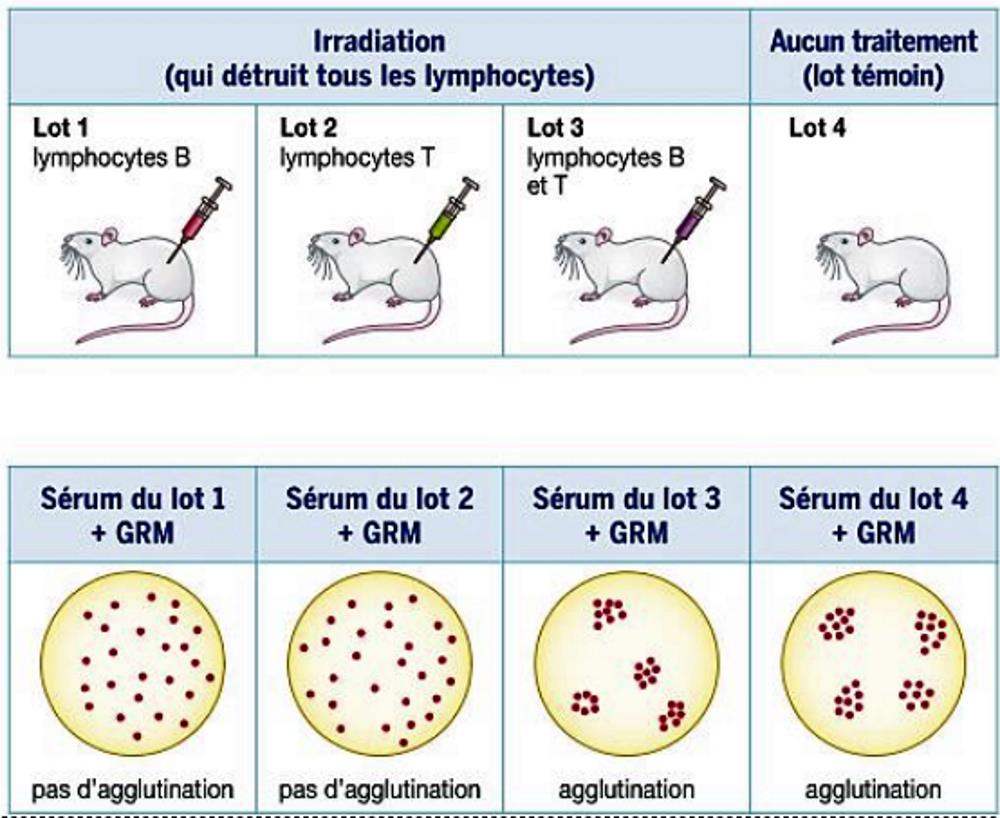 Irradiation
(qui détruit tous les lymphocytes)
Aucun traitement
(lot témoin)
Lot 1
lymphocytes B
Lot 2
lymphocytes T
Lot 3
lymphocytes B
et T
Lot 4
Sérum du lot 1
+ GRM
Sérum du lot 2
+ GRM
Sérum du lot 3
+ GRM
Sérum du lot 4
+ GRM
pas d'agglutination
pas d'agglutination
agglutination
agglutination